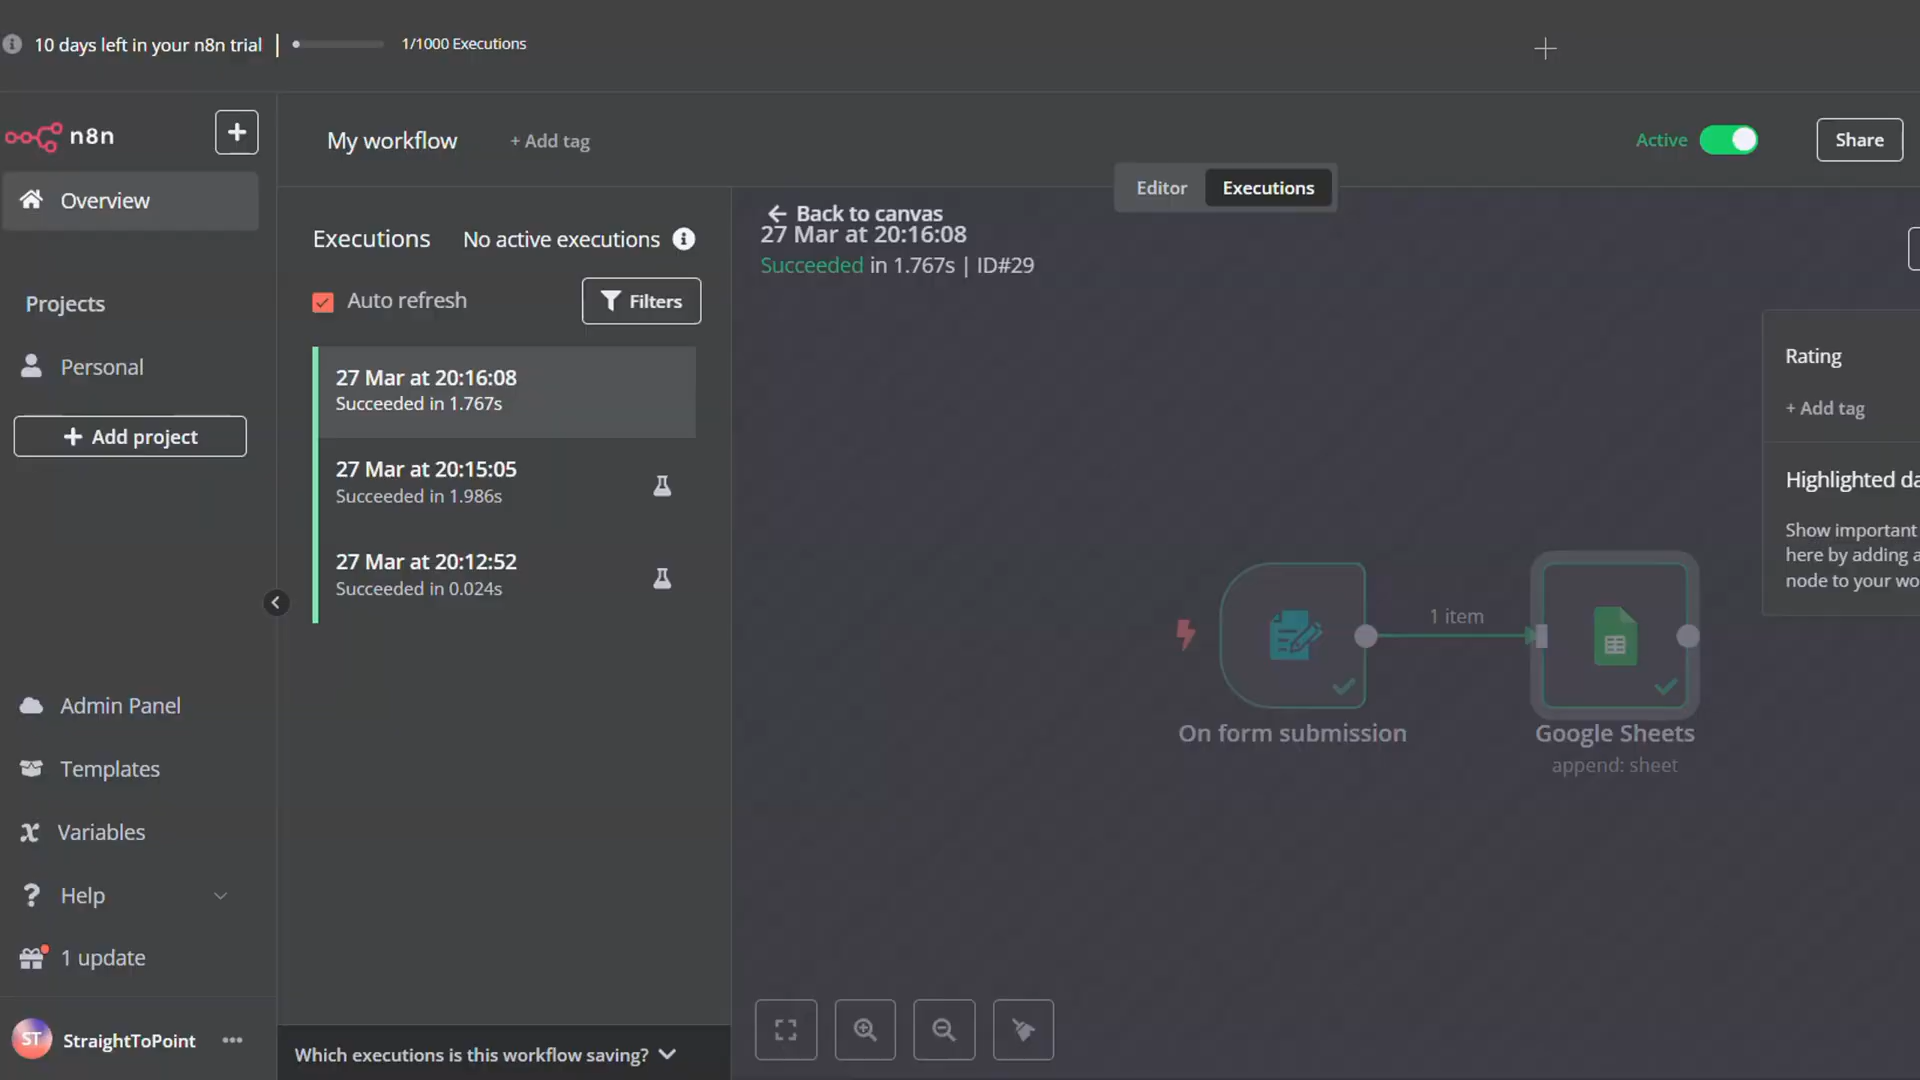 10 days left in your n8n trial
1/1000 Executions
n8n
Overview
Projects
Personal
Add project
Admin Panel
Templates
Variables
Help
1 update
ST
StraightToPoint
My workflow
+ Add tag
Active
Share
Editor
Executions
Executions
No active executions
Auto refresh
Filters
27 Mar at 20:16:08
Succeeded in 1.767s
27 Mar at 20:15:05
Succeeded in 1.986s
27 Mar at 20:12:52
Succeeded in 0.024s
Which executions is this workflow saving?
Back to canvas
27 Mar at 20:16:08
Succeeded in 1.767s | ID#29
1 item
On form submission
Google Sheets
append: sheet
Rating
+ Add tag
Highlighted da
Show important
here by adding a
node to your wo